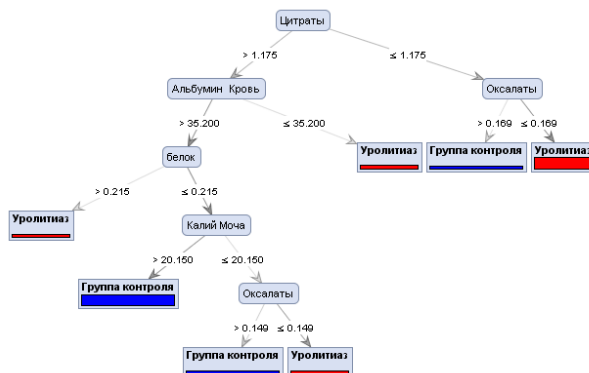 Цитраты
> 1.175
≤ 1.175
Альбумин Кровь
Оксалаты
> 35.200
≤ 35.200
> 0.169
≤ 0.169
белок
Уролитиаз
Группа контроля
Уролитиаз
> 0.215
≤ 0.215
Уролитиаз
Калий Моча
> 20.150
≤ 20.150
Группа контроля
Оксалаты
> 0.149
≤ 0.149
Группа контроля
Уролитиаз